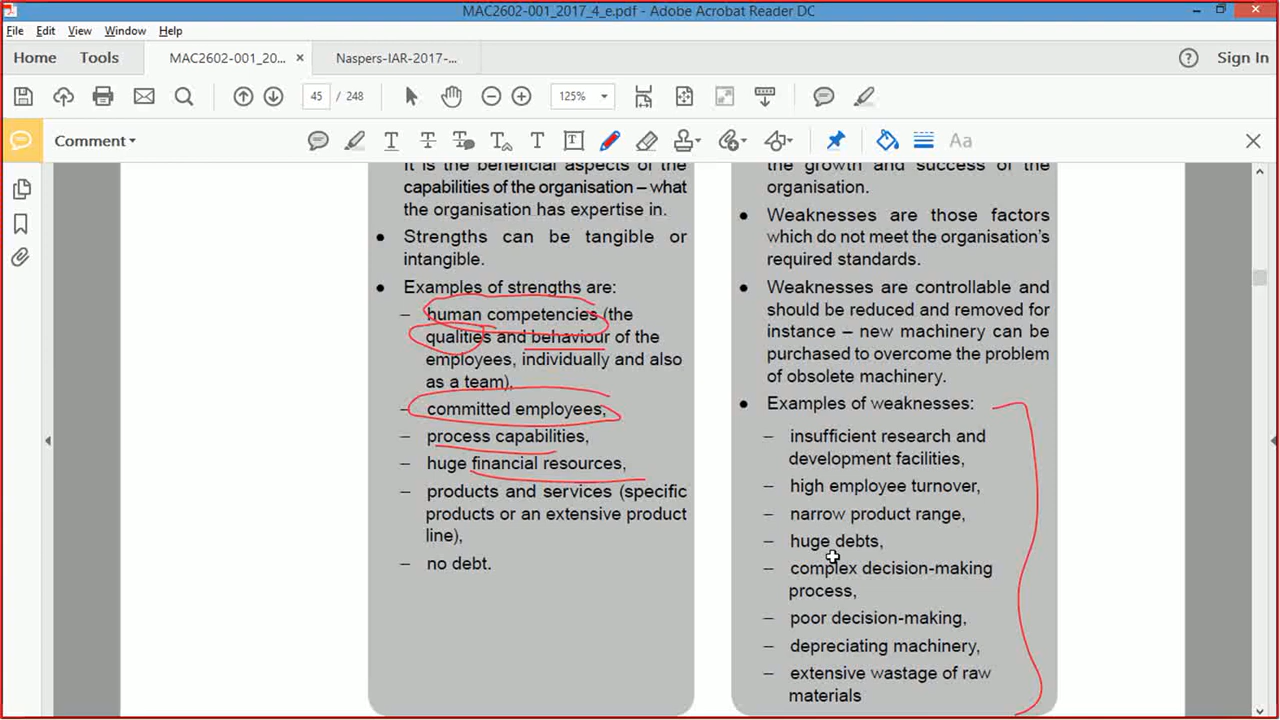 MAC2602-001_2017_4_e.pdf - Adobe Acrobat Reader DC
File Edit View Window Help
Home Tools MAC2602-001_20... × Naspers-IAR-2017-... ? Sign In
45 / 248 125%
Comment Aa
It is the beneficial aspects of the
capabilities of the organisation – what
the organisation has expertise in.
• Strengths can be tangible or
intangible.
• Examples of strengths are:
– human competencies (the
qualities and behaviour of the
employees, individually and also
as a team),
– committed employees,
– process capabilities,
– huge financial resources,
– products and services (specific
products or an extensive product
line),
– no debt.
the growth and success of the
organisation.
• Weaknesses are those factors
which do not meet the organisation's
required standards.
• Weaknesses are controllable and
should be reduced and removed for
instance – new machinery can be
purchased to overcome the problem
of obsolete machinery.
• Examples of weaknesses:
– insufficient research and
development facilities,
– high employee turnover,
– narrow product range,
– huge debts,
– complex decision-making
process,
– poor decision-making,
– depreciating machinery,
– extensive wastage of raw
materials